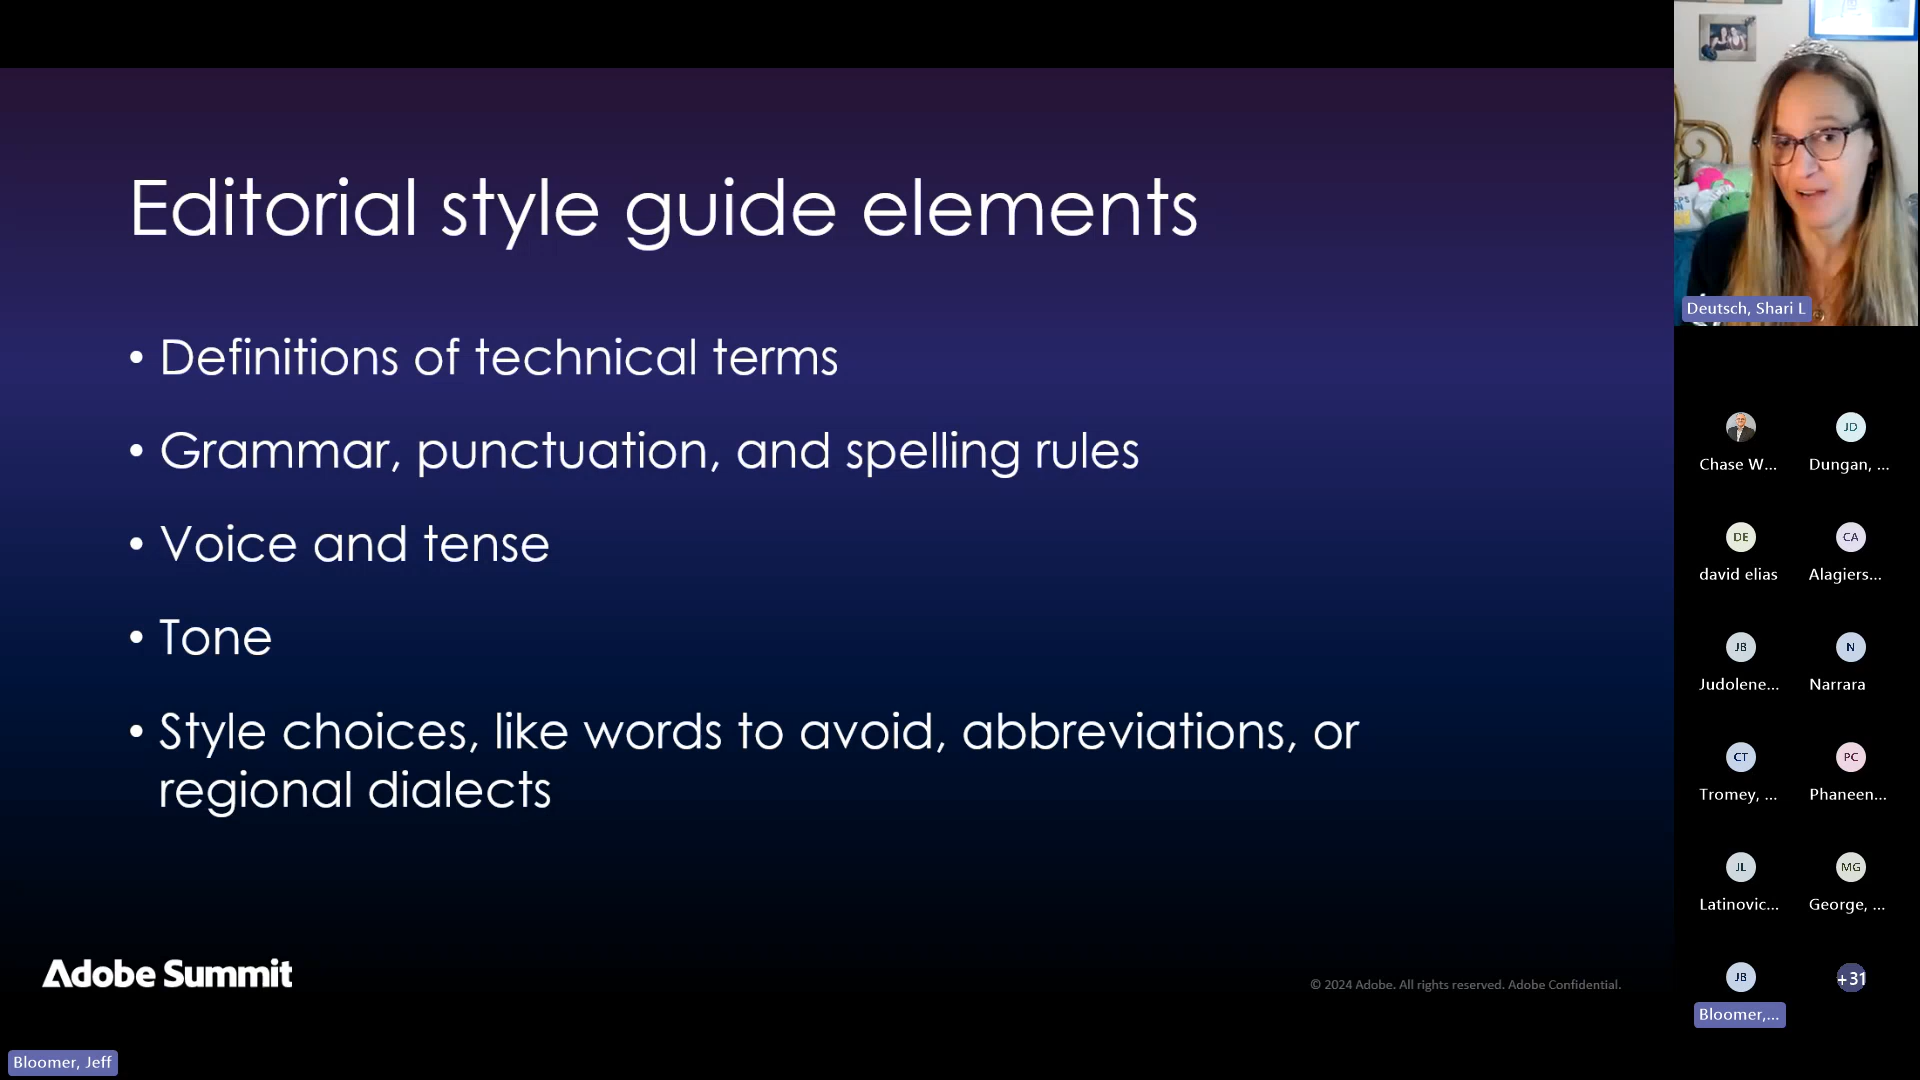 Editorial style guide elements
• Definitions of technical terms
• Grammar, punctuation, and spelling rules
• Voice and tense
• Tone
• Style choices, like words to avoid, abbreviations, or
regional dialects
Adobe Summit
© 2024 Adobe. All rights reserved. Adobe Confidential.
Bloomer, Jeff
Deutsch, Shari L
Chase W...
JD
Dungan, ...
DE
david elias
CA
Alagiers...
JB
Judolene...
N
Narrara
CT
Tromey, ...
PC
Phaneen...
JL
Latinovic...
MG
George, ...
JB
Bloomer,...
+31